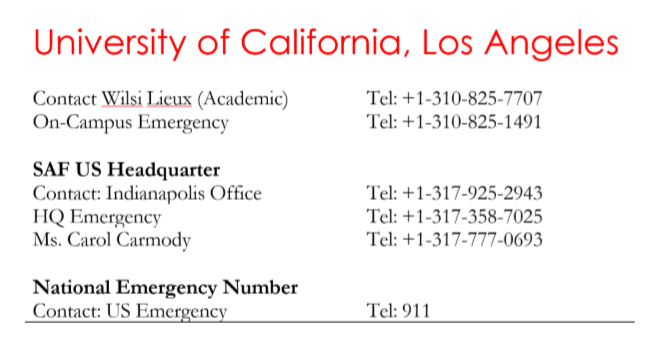 University of California, Los Angeles
Contact Wilsi Lieux (Academic) Tel: +1-310-825-7707
On-Campus Emergency Tel: +1-310-825-1491
SAF US Headquarter
Contact: Indianapolis Office Tel: +1-317-925-2943
HQ Emergency Tel: +1-317-358-7025
Ms. Carol Carmody Tel: +1-317-777-0693
National Emergency Number
Contact: US Emergency Tel: 911